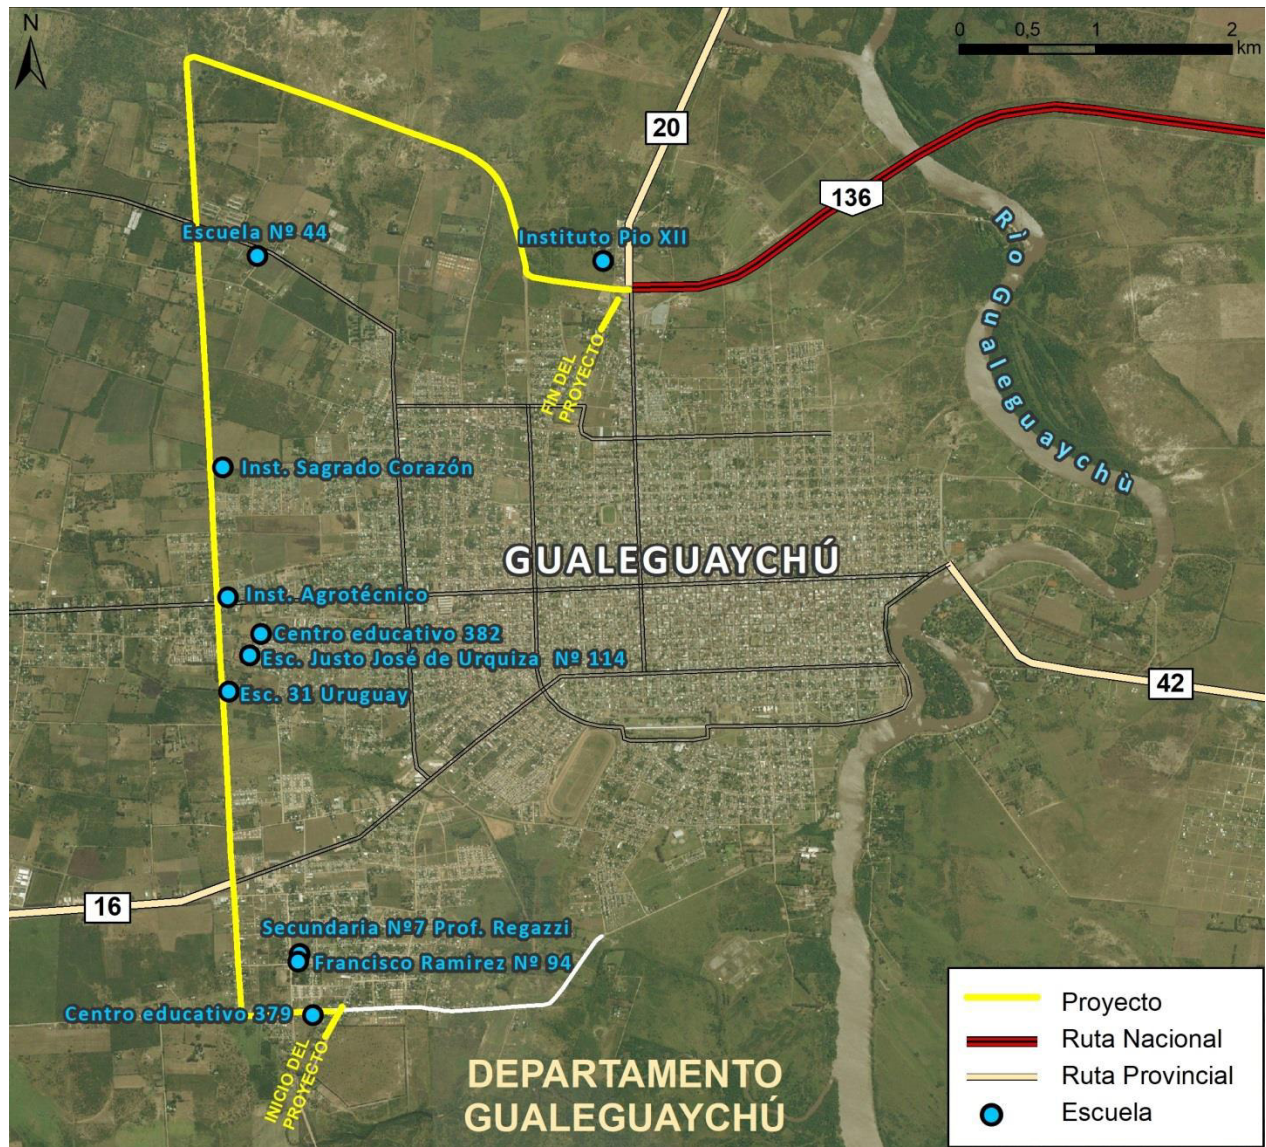 N
0 0,5 1 2
km
20
136
Escuela Nº 44
Instituto Pio XII
Rìo Gualeguaychù
FIN DEL
PROYECTO
Inst. Sagrado Corazón
GUALEGUAYCHÚ
Inst. Agrotécnico
Centro educativo 382
Esc. Justo José de Urquiza Nº 114
Esc. 31 Uruguay
42
16
Secundaria Nº7 Prof. Regazzi
Francisco Ramirez Nº 94
Centro educativo 379
INICIO DEL
PROYECTO
DEPARTAMENTO
GUALEGUAYCHÚ
Proyecto
Ruta Nacional
Ruta Provincial
Escuela